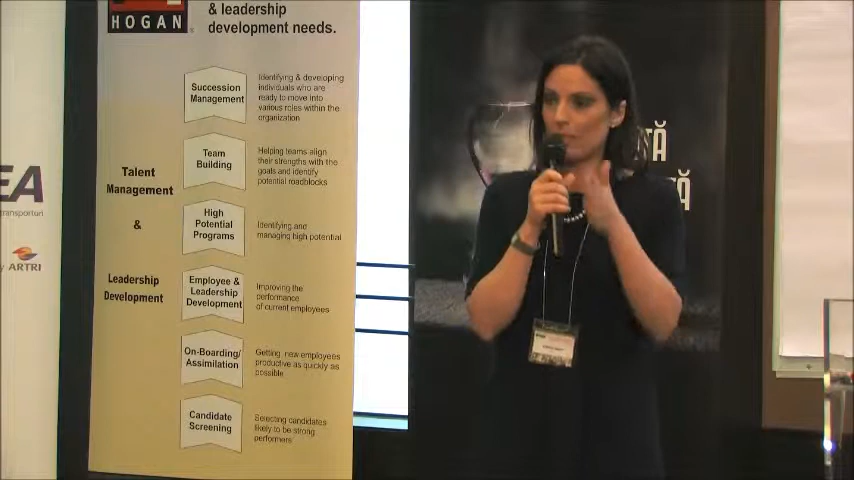 HOGAN
& leadership
development needs.
Succession
Management
Identifying & developing
individuals who are
ready to move into
various roles within the
organization
Team
Building
Helping teams align
their strengths with the
goals and identify
potential roadblocks
Talent
Management
&
Leadership
Development
High
Potential
Programs
Identifying and
managing high potential
Employee &
Leadership
Development
Improving the
performance
of current employees
On-Boarding/
Assimilation
Getting new employees
productive as quickly as
possible
Candidate
Screening
Selecting candidates
likely to be strong
performers
EA
ARTRI